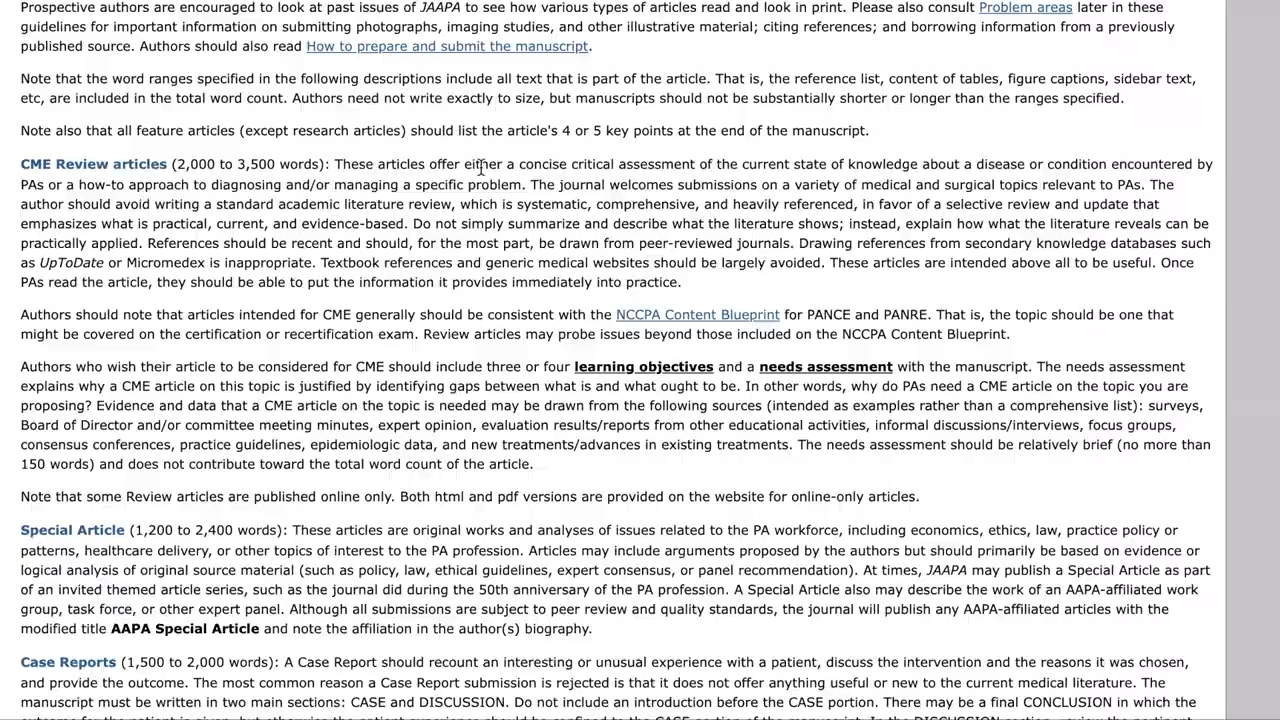 Prospective authors are encouraged to look at past issues of JAAPA to see how various types of articles read and look in print. Please also consult Problem areas later in these
guidelines for important information on submitting photographs, imaging studies, and other illustrative material; citing references; and borrowing information from a previously
published source. Authors should also read How to prepare and submit the manuscript.
Note that the word ranges specified in the following descriptions include all text that is part of the article. That is, the reference list, content of tables, figure captions, sidebar text,
etc, are included in the total word count. Authors need not write exactly to size, but manuscripts should not be substantially shorter or longer than the ranges specified.
Note also that all feature articles (except research articles) should list the article's 4 or 5 key points at the end of the manuscript.
CME Review articles (2,000 to 3,500 words): These articles offer either a concise critical assessment of the current state of knowledge about a disease or condition encountered by
PAs or a how-to approach to diagnosing and/or managing a specific problem. The journal welcomes submissions on a variety of medical and surgical topics relevant to PAs. The
author should avoid writing a standard academic literature review, which is systematic, comprehensive, and heavily referenced, in favor of a selective review and update that
emphasizes what is practical, current, and evidence-based. Do not simply summarize and describe what the literature shows; instead, explain how what the literature reveals can be
practically applied. References should be recent and should, for the most part, be drawn from peer-reviewed journals. Drawing references from secondary knowledge databases such
as UpToDate or Micromedex is inappropriate. Textbook references and generic medical websites should be largely avoided. These articles are intended above all to be useful. Once
PAs read the article, they should be able to put the information it provides immediately into practice.
Authors should note that articles intended for CME generally should be consistent with the NCCPA Content Blueprint for PANCE and PANRE. That is, the topic should be one that
might be covered on the certification or recertification exam. Review articles may probe issues beyond those included on the NCCPA Content Blueprint.
Authors who wish their article to be considered for CME should include three or four learning objectives and a needs assessment with the manuscript. The needs assessment
explains why a CME article on this topic is justified by identifying gaps between what is and what ought to be. In other words, why do PAs need a CME article on the topic you are
proposing? Evidence and data that a CME article on the topic is needed may be drawn from the following sources (intended as examples rather than a comprehensive list): surveys,
Board of Director and/or committee meeting minutes, expert opinion, evaluation results/reports from other educational activities, informal discussions/interviews, focus groups,
consensus conferences, practice guidelines, epidemiologic data, and new treatments/advances in existing treatments. The needs assessment should be relatively brief (no more than
150 words) and does not contribute toward the total word count of the article.
Note that some Review articles are published online only. Both html and pdf versions are provided on the website for online-only articles.
Special Article (1,200 to 2,400 words): These articles are original works and analyses of issues related to the PA workforce, including economics, ethics, law, practice policy or
patterns, healthcare delivery, or other topics of interest to the PA profession. Articles may include arguments proposed by the authors but should primarily be based on evidence or
logical analysis of original source material (such as policy, law, ethical guidelines, expert consensus, or panel recommendation). At times, JAAPA may publish a Special Article as part
of an invited themed article series, such as the journal did during the 50th anniversary of the PA profession. A Special Article also may describe the work of an AAPA-affiliated work
group, task force, or other expert panel. Although all submissions are subject to peer review and quality standards, the journal will publish any AAPA-affiliated articles with the
modified title AAPA Special Article and note the affiliation in the author(s) biography.
Case Reports (1,500 to 2,000 words): A Case Report should recount an interesting or unusual experience with a patient, discuss the intervention and the reasons it was chosen,
and provide the outcome. The most common reason a Case Report submission is rejected is that it does not offer anything useful or new to the current medical literature. The
manuscript must be written in two main sections: CASE and DISCUSSION. Do not include an introduction before the CASE portion. There may be a final CONCLUSION in which the